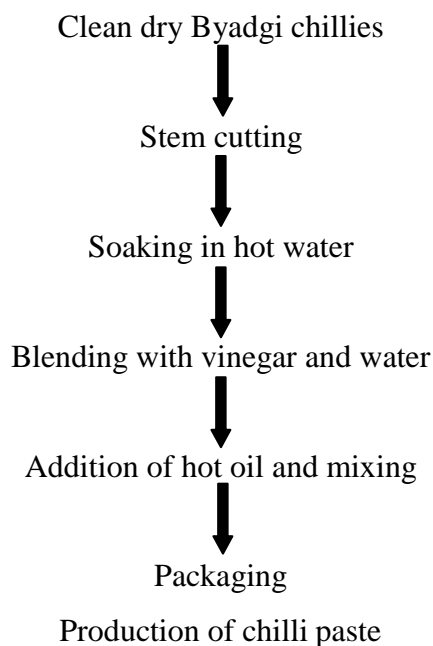 Clean dry Byadgi chillies
Stem cutting
Soaking in hot water
Blending with vinegar and water
Addition of hot oil and mixing
Packaging
Production of chilli paste